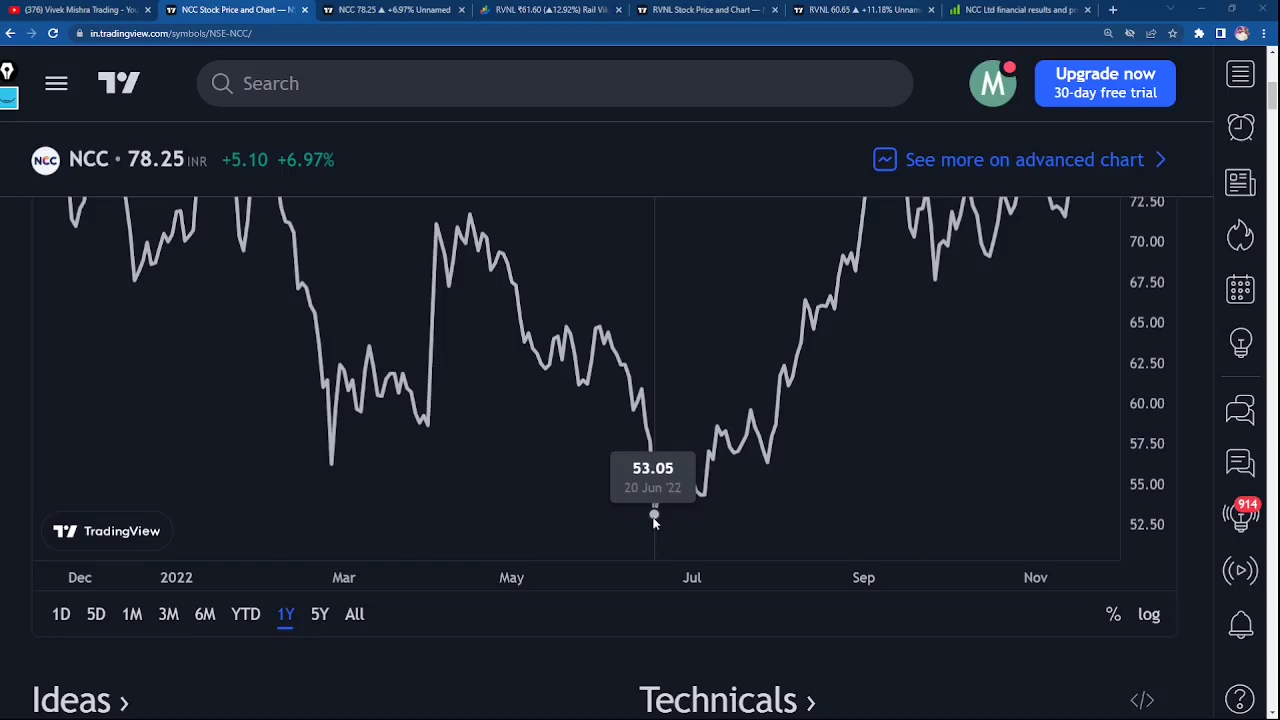 (376) Vivek Mishra Trading - You
NCC Stock Price and Chart — NS
NCC 78.25 ▲ +6.97% Unnamed
RVNL ₹61.60 (▲12.92%) Rail Vik
RVNL Stock Price and Chart — N
RVNL 60.65 ▲ +11.18% Unnam
NCC Ltd financial results and pr
in.tradingview.com/symbols/NSE-NCC/
Search
M
Upgrade now
30-day free trial
NCC
NCC • 78.25 INR +5.10 +6.97%
See more on advanced chart
72.50
70.00
67.50
65.00
62.50
60.00
57.50
55.00
52.50
53.05
20 Jun '22
TradingView
914
Dec 2022 Mar May Jul Sep Nov
1D 5D 1M 3M 6M YTD 1Y 5Y All % log
Ideas ›
Technicals ›